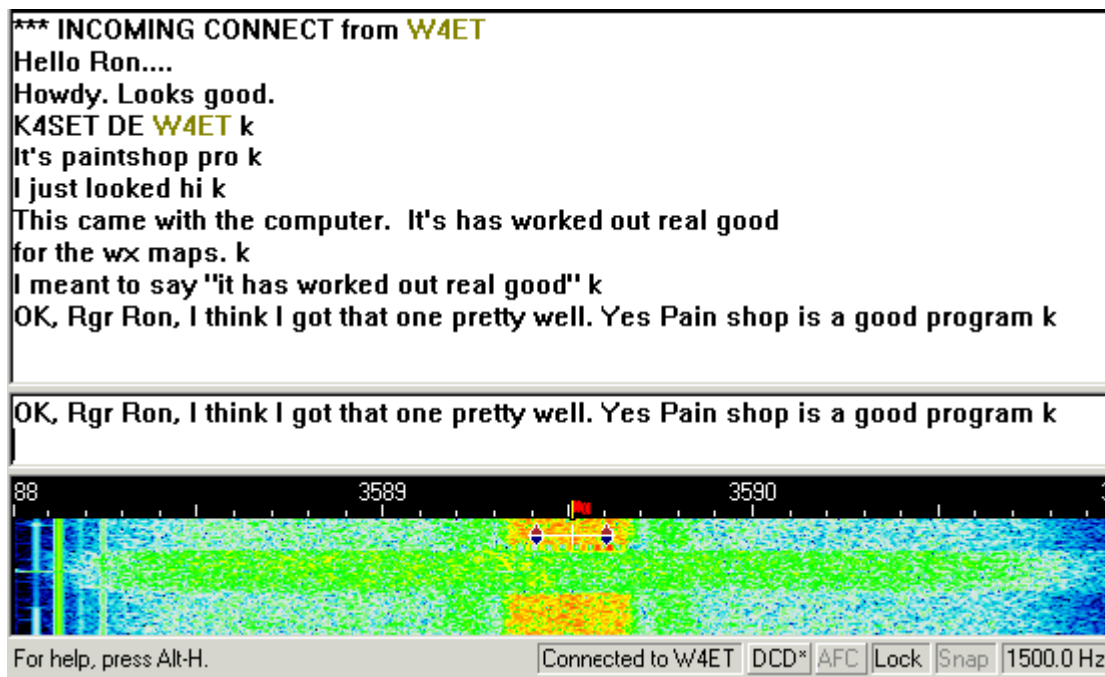 *** INCOMING CONNECT from W4ET
Hello Ron....
Howdy. Looks good.
K4SET DE W4ET k
It's paintshop pro k
I just looked hi k
This came with the computer.  It's has worked out real good
for the wx maps. k
I meant to say "it has worked out real good" k
OK, Rgr Ron, I think I got that one pretty well. Yes Pain shop is a good program k
OK, Rgr Ron, I think I got that one pretty well. Yes Pain shop is a good program k
88 3589 3590
For help, press Alt-H. Connected to W4ET DCD* AFC Lock Snap 1500.0 Hz